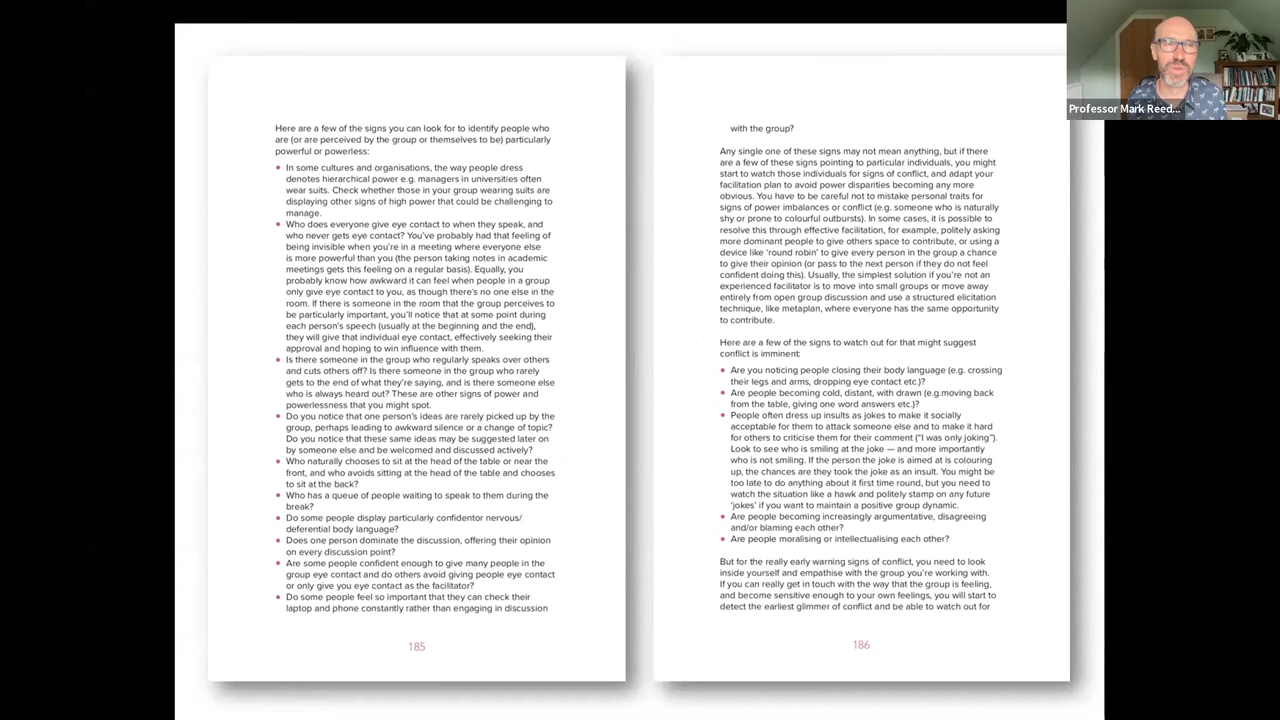 Here are a few of the signs you can look for to identify people who
are (or are perceived by the group or themselves to be) particularly
powerful or powerless:
• In some cultures and organisations, the way people dress
denotes hierarchical power e.g. managers in universities often
wear suits. Check whether those in your group wearing suits are
displaying other signs of high power that could be challenging to
manage.
• Who does everyone give eye contact to when they speak, and
who never gets eye contact? You've probably had that feeling of
being invisible when you're in a meeting where everyone else
is more powerful than you (the person taking notes in academic
meetings gets this feeling on a regular basis). Equally, you
probably know how awkward it can feel when people in a group
only give eye contact to you, as though there's no one else in the
room. If there is someone in the room that the group perceives to
be particularly important, you'll notice that at some point during
each person's speech (usually at the beginning and the end),
they will give that individual eye contact, effectively seeking their
approval and hoping to win influence with them.
• Is there someone in the group who regularly speaks over others
and cuts others off? Is there someone in the group who rarely
gets to the end of what they're saying, and is there someone else
who is always heard out? These are other signs of power and
powerlessness that you might spot.
• Do you notice that one person's ideas are rarely picked up by the
group, perhaps leading to awkward silence or a change of topic?
Do you notice that these same ideas may be suggested later on
by someone else and be welcomed and discussed actively?
• Who naturally chooses to sit at the head of the table or near the
front, and who avoids sitting at the head of the table and chooses
to sit at the back?
• Who has a queue of people waiting to speak to them during the
break?
• Do some people display particularly confidentor nervous/
deferential body language?
• Does one person dominate the discussion, offering their opinion
on every discussion point?
• Are some people confident enough to give many people in the
group eye contact and do others avoid giving people eye contact
or only give you eye contact as the facilitator?
• Do some people feel so important that they can check their
laptop and phone constantly rather than engaging in discussion
185
with the group?
Any single one of these signs may not mean anything, but if there
are a few of these signs pointing to particular individuals, you might
start to watch those individuals for signs of conflict, and adapt your
facilitation plan to avoid power disparities becoming any more
obvious. You have to be careful not to mistake personal traits for
signs of power imbalances or conflict (e.g. someone who is naturally
shy or prone to colourful outbursts). In some cases, it is possible to
resolve this through effective facilitation, for example, politely asking
more dominant people to give others space to contribute, or using a
device like 'round robin' to give every person in the group a chance
to give their opinion (or pass to the next person if they do not feel
confident doing this). Usually, the simplest solution if you're not an
experienced facilitator is to move into small groups or move away
entirely from open group discussion and use a structured elicitation
technique, like metaplan, where everyone has the same opportunity
to contribute.
Here are a few of the signs to watch out for that might suggest
conflict is imminent:
• Are you noticing people closing their body language (e.g. crossing
their legs and arms, dropping eye contact etc.)?
• Are people becoming cold, distant, with drawn (e.g.moving back
from the table, giving one word answers etc.)?
• People often dress up insults as jokes to make it socially
acceptable for them to attack someone else and to make it hard
for others to criticise them for their comment ("I was only joking").
Look to see who is smiling at the joke — and more importantly
who is not smiling. If the person the joke is aimed at is colouring
up, the chances are they took the joke as an insult. You might be
too late to do anything about it first time round, but you need to
watch the situation like a hawk and politely stamp on any future
'jokes' if you want to maintain a positive group dynamic.
• Are people becoming increasingly argumentative, disagreeing
and/or blaming each other?
• Are people moralising or intellectualising each other?
But for the really early warning signs of conflict, you need to look
inside yourself and empathise with the group you're working with.
If you can really get in touch with the way that the group is feeling,
and become sensitive enough to your own feelings, you will start to
detect the earliest glimmer of conflict and be able to watch out for
186
Professor Mark Reed...